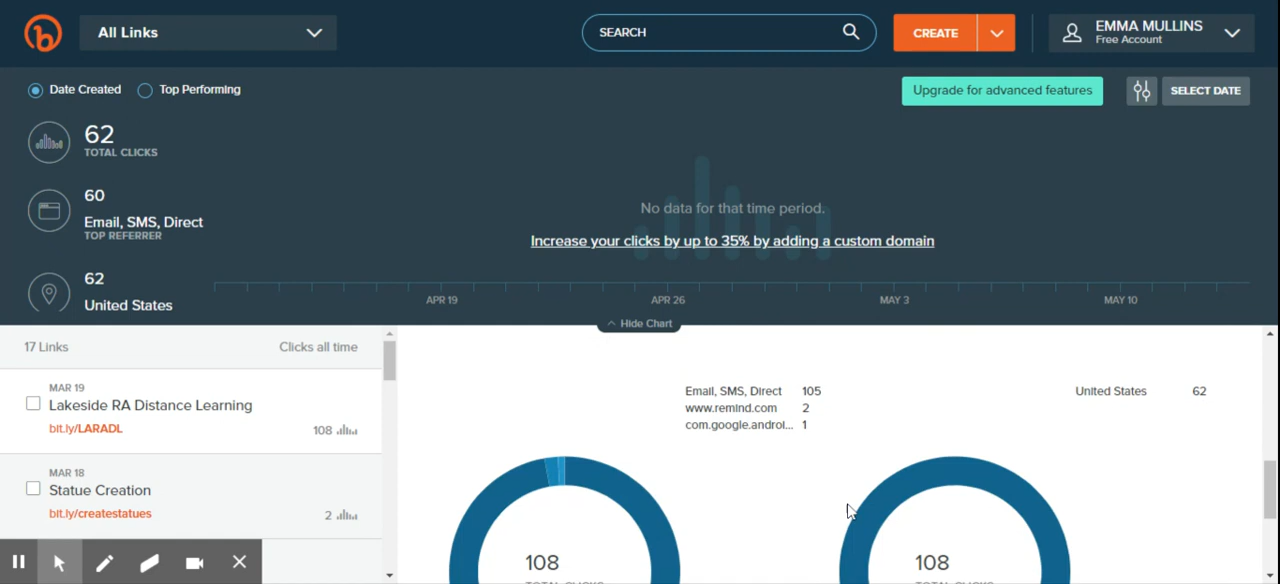 All Links
SEARCH
CREATE
EMMA MULLINS
Free Account
Date Created
Top Performing
Upgrade for advanced features
SELECT DATE
62
TOTAL CLICKS
60
Email, SMS, Direct
TOP REFERRER
62
United States
No data for that time period.
Increase your clicks by up to 35% by adding a custom domain
APR 19
APR 26
MAY 3
MAY 10
Hide Chart
17 Links
Clicks all time
MAR 19
Lakeside RA Distance Learning
bit.ly/LARADL
108
MAR 18
Statue Creation
bit.ly/createstatues
2
Email, SMS, Direct 105
www.remind.com 2
com.google.androi... 1
United States 62
108
TOTAL CLICKS
108
TOTAL CLICKS